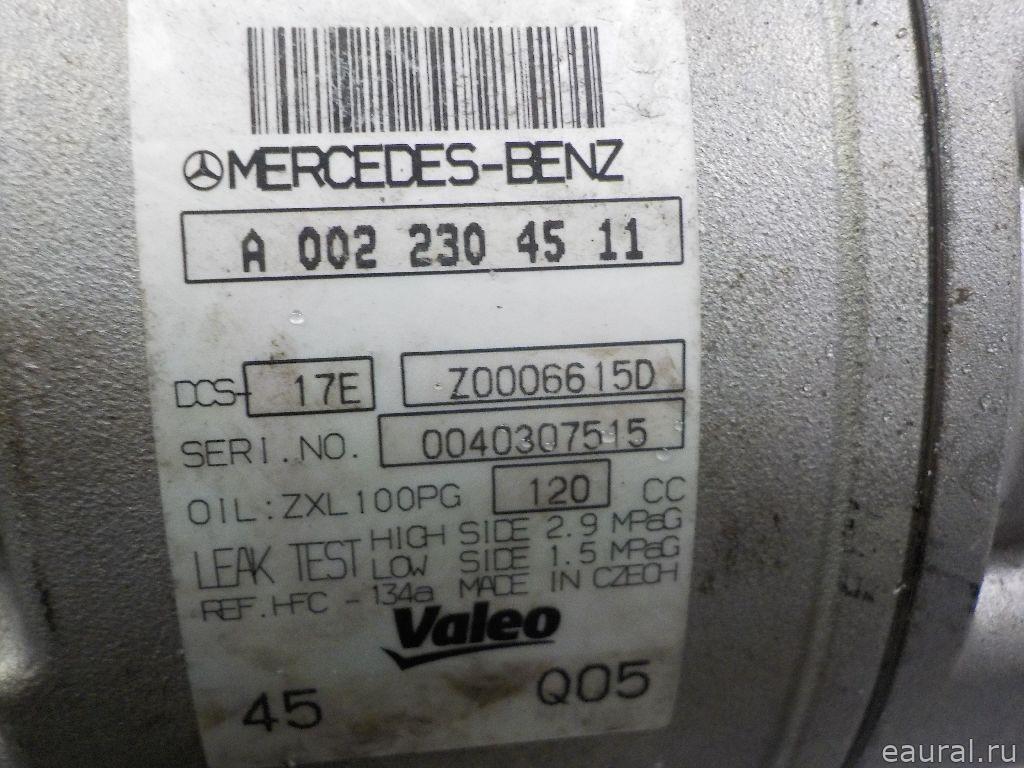 MERCEDES-BENZ
A 002 230 45 11
DCS- 17E Z0006615D
SERI.NO. 0040307515
OIL:ZXL100PG 120 CC
LEAK TEST HIGH SIDE 2.9 MPaG
LOW SIDE 1.5 MPaG
REF.HFC - 134a MADE IN CZECH
Valeo
45 Q05
eaural.ru